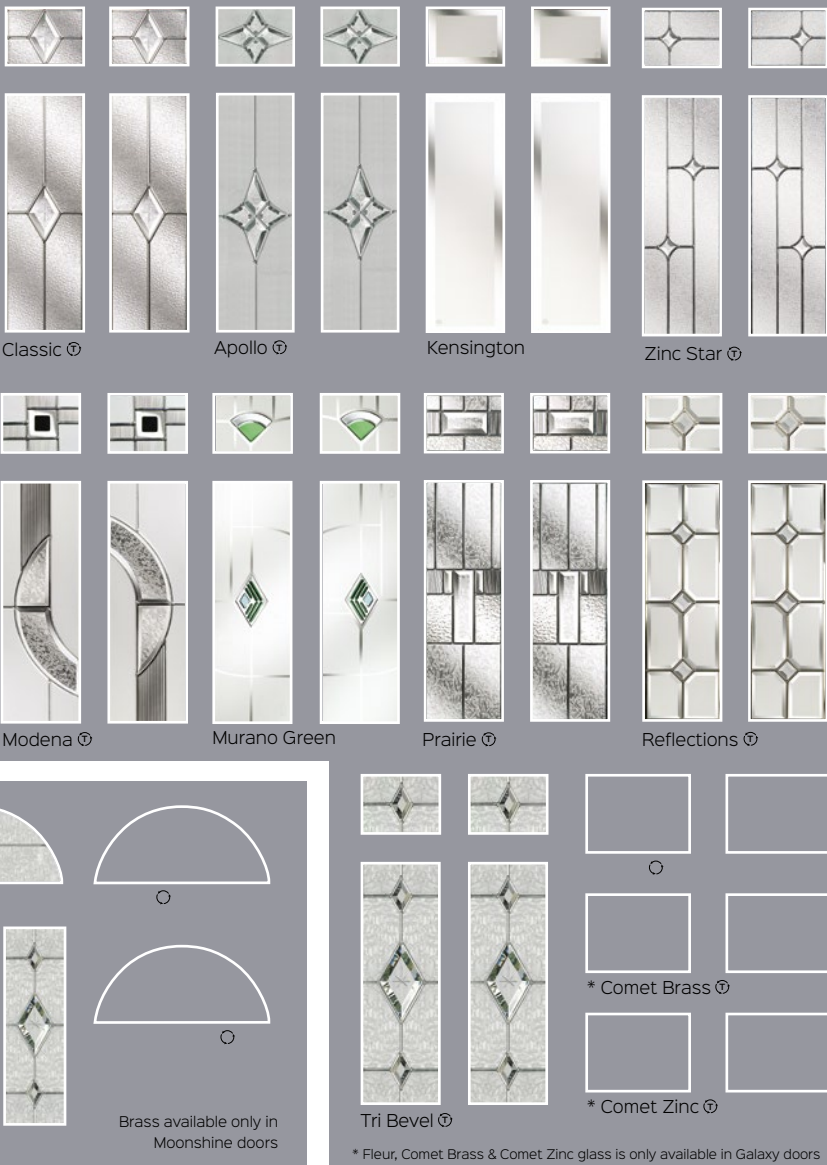 Classic Ⓣ
Apollo Ⓣ
Kensington
Zinc Star Ⓣ
Modena Ⓣ
Murano Green
Prairie Ⓣ
Reflections Ⓣ
Brass available only in
Moonshine doors
Tri Bevel Ⓣ
* Comet Brass Ⓣ
* Comet Zinc Ⓣ
* Fleur, Comet Brass & Comet Zinc glass is only available in Galaxy doors